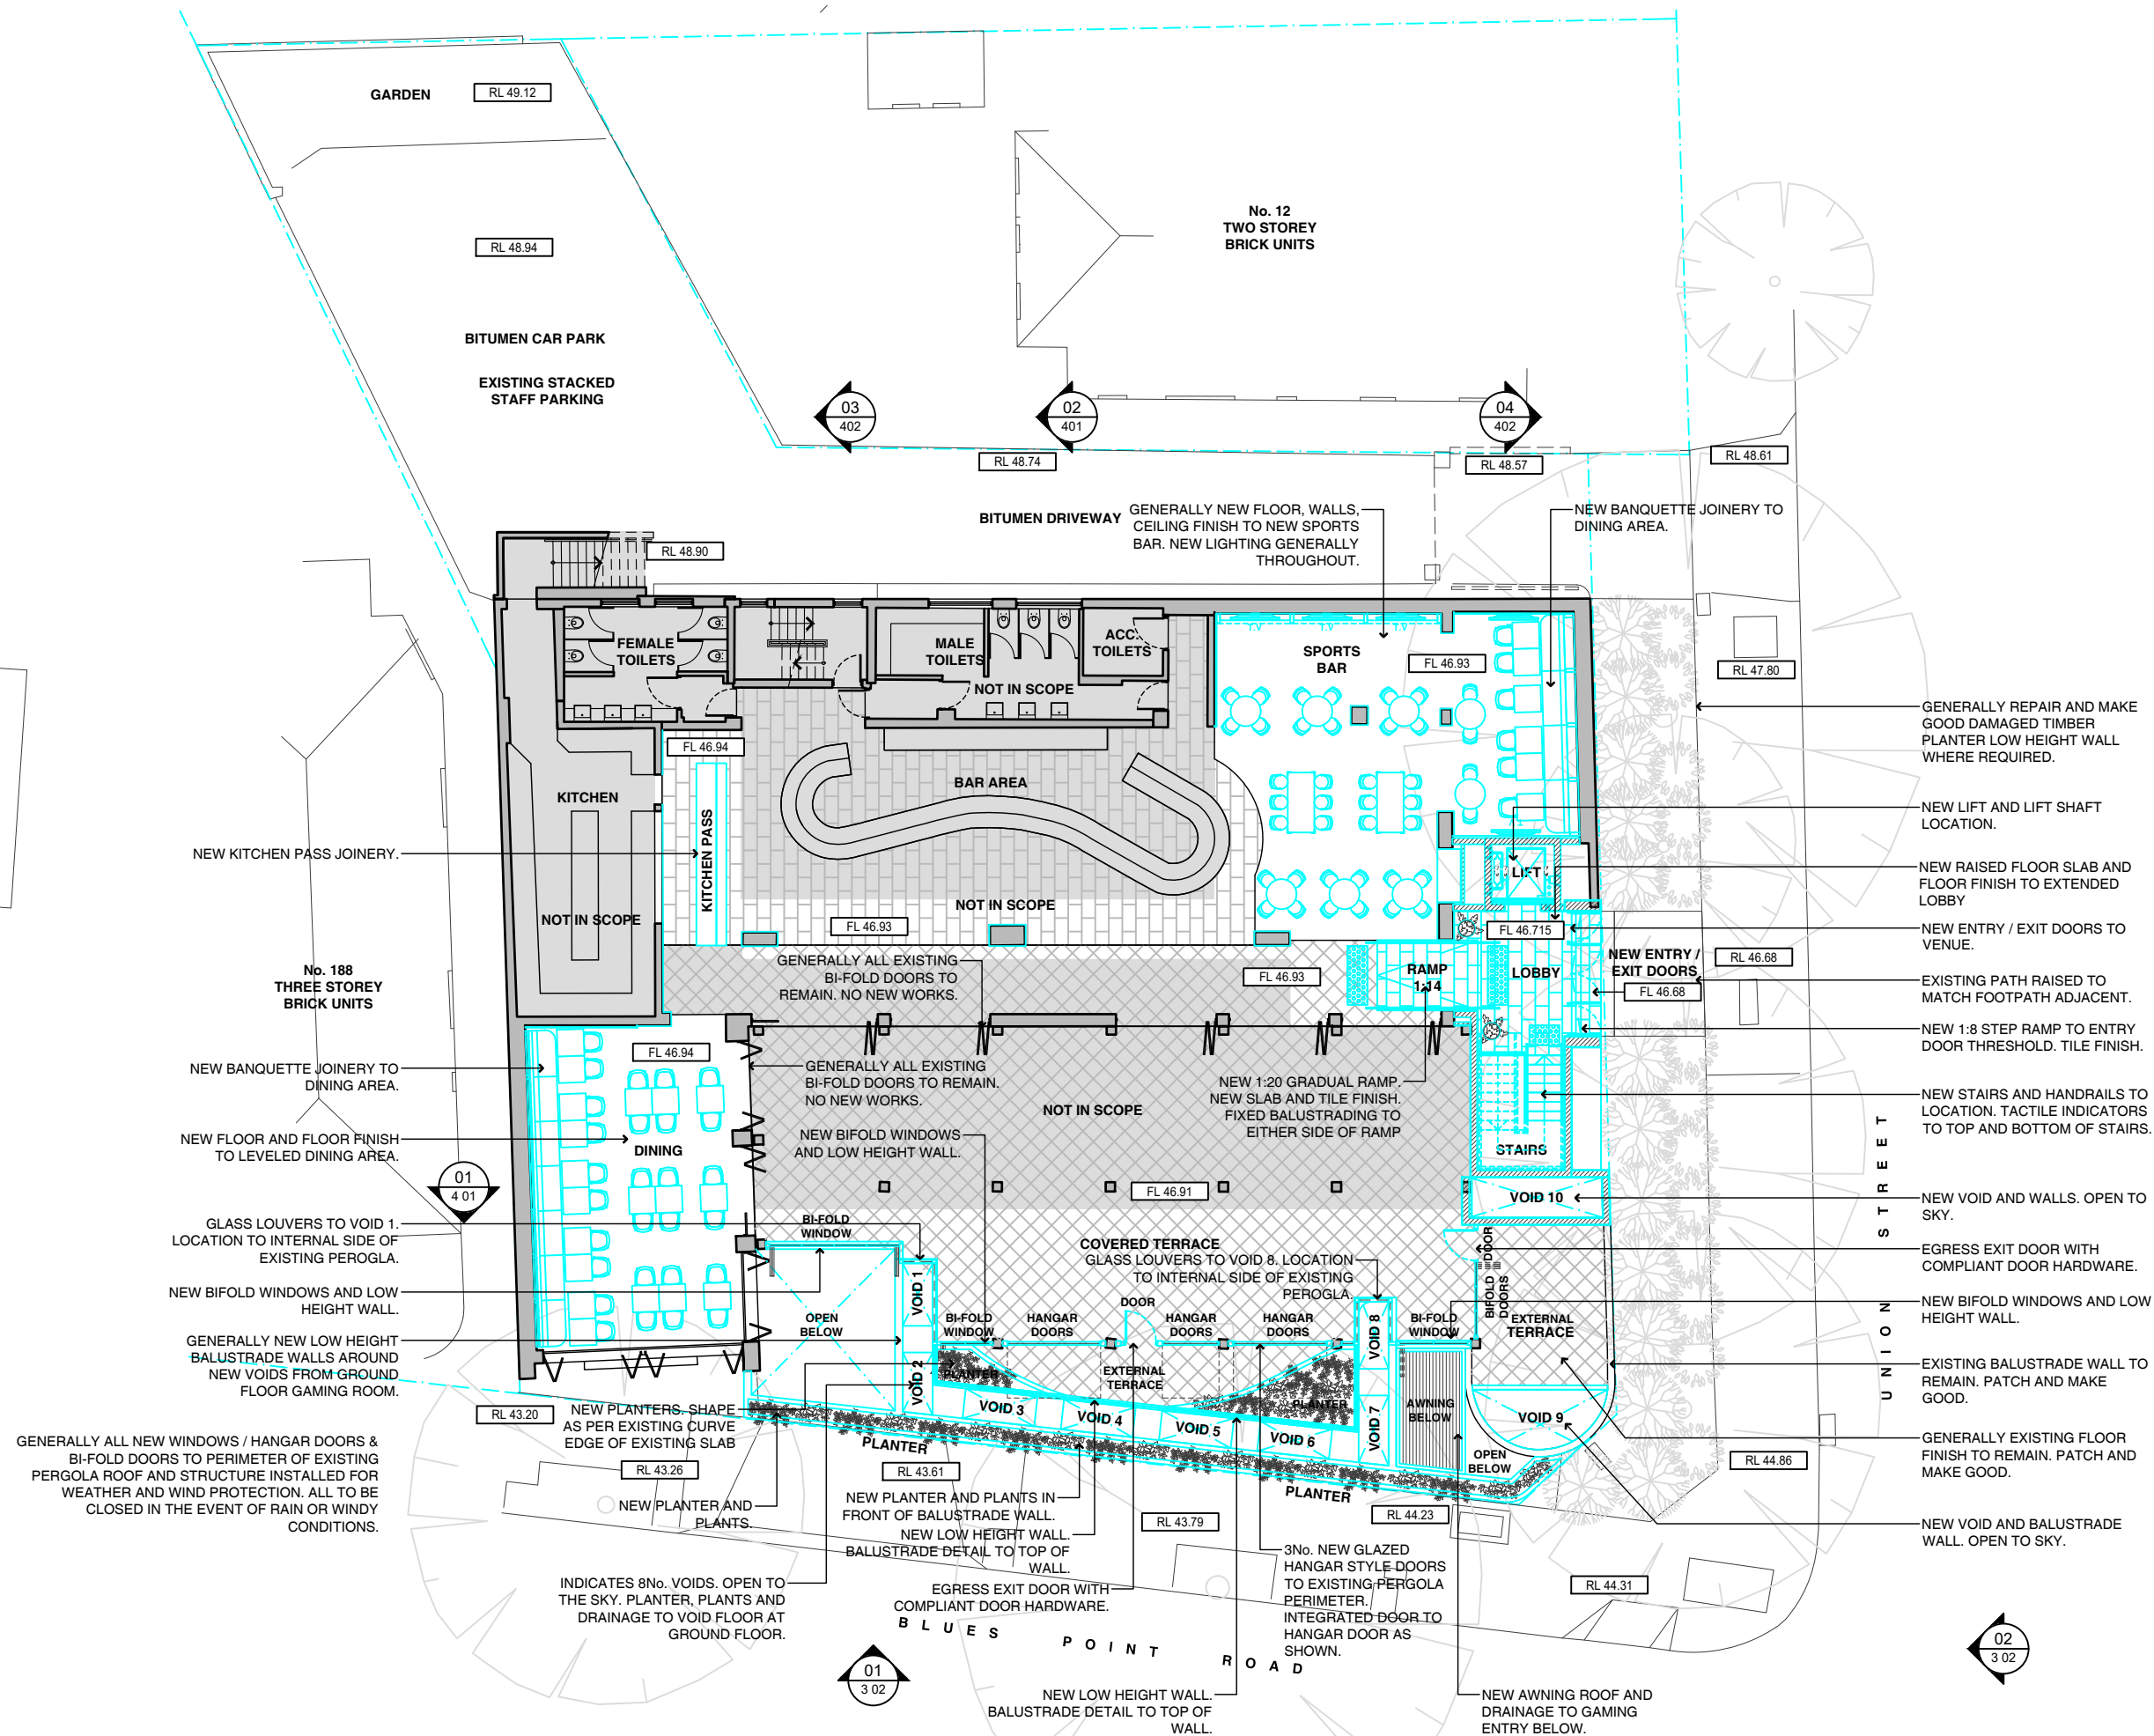 GARDEN
RL 49.12
No. 12
TWO STOREY
BRICK UNITS
RL 48.94
BITUMEN CAR PARK
EXISTING STACKED
STAFF PARKING
03
402
02
401
04
402
RL 48.74
RL 48.57
RL 48.61
BITUMEN DRIVEWAY
GENERALLY NEW FLOOR, WALLS,
CEILING FINISH TO NEW SPORTS
BAR. NEW LIGHTING GENERALLY
THROUGHOUT.
NEW BANQUETTE JOINERY TO
DINING AREA.
RL 48.90
FEMALE
TOILETS
MALE
TOILETS
ACC.
TOILETS
NOT IN SCOPE
SPORTS
BAR
FL 46.93
RL 47.80
GENERALLY REPAIR AND MAKE
GOOD DAMAGED TIMBER
PLANTER LOW HEIGHT WALL
WHERE REQUIRED.
FL 46.94
BAR AREA
KITCHEN
KITCHEN PASS
NEW KITCHEN PASS JOINERY.
NEW LIFT AND LIFT SHAFT
LOCATION.
LIFT
NEW RAISED FLOOR SLAB AND
FLOOR FINISH TO EXTENDED
LOBBY
NOT IN SCOPE
NOT IN SCOPE
FL 46.93
FL 46.715
NEW ENTRY / EXIT DOORS TO
VENUE.
No. 188
THREE STOREY
BRICK UNITS
GENERALLY ALL EXISTING
BI-FOLD DOORS TO
REMAIN. NO NEW WORKS.
FL 46.93
RAMP
1:14
LOBBY
NEW ENTRY /
EXIT DOORS
RL 46.68
FL 46.68
EXISTING PATH RAISED TO
MATCH FOOTPATH ADJACENT.
NEW 1:8 STEP RAMP TO ENTRY
DOOR THRESHOLD. TILE FINISH.
FL 46.94
NEW BANQUETTE JOINERY TO
DINING AREA.
GENERALLY ALL EXISTING
BI-FOLD DOORS TO REMAIN.
NO NEW WORKS.
NOT IN SCOPE
NEW 1:20 GRADUAL RAMP.
NEW SLAB AND TILE FINISH.
FIXED BALUSTRADING TO
EITHER SIDE OF RAMP
NEW STAIRS AND HANDRAILS TO
LOCATION. TACTILE INDICATORS
TO TOP AND BOTTOM OF STAIRS.
NEW FLOOR AND FLOOR FINISH
TO LEVELED DINING AREA.
DINING
NEW BIFOLD WINDOWS
AND LOW HEIGHT WALL.
STAIRS
UNION STREET
01
4 01
FL 46.91
VOID 10
NEW VOID AND WALLS. OPEN TO
SKY.
GLASS LOUVERS TO VOID 1.
LOCATION TO INTERNAL SIDE OF
EXISTING PEROGLA.
BI-FOLD
WINDOW
COVERED TERRACE
GLASS LOUVERS TO VOID 8. LOCATION
TO INTERNAL SIDE OF EXISTING
PEROGLA.
BIFOLD DOOR
DOORS
EGRESS EXIT DOOR WITH
COMPLIANT DOOR HARDWARE.
NEW BIFOLD WINDOWS AND LOW
HEIGHT WALL.
OPEN
BELOW
VOID 1
BI-FOLD
WINDOW
HANGAR
DOORS
DOOR
HANGAR
DOORS
HANGAR
DOORS
VOID 8
BI-FOLD
WINDOW
EXTERNAL
TERRACE
NEW BIFOLD WINDOWS AND LOW
HEIGHT WALL.
GENERALLY NEW LOW HEIGHT
BALUSTRADE WALLS AROUND
NEW VOIDS FROM GROUND
FLOOR GAMING ROOM.
VOID 2
PLANTER
EXTERNAL
TERRACE
PLANTER
VOID 7
AWNING
BELOW
VOID 9
EXISTING BALUSTRADE WALL TO
REMAIN. PATCH AND MAKE
GOOD.
RL 43.20
NEW PLANTERS. SHAPE
AS PER EXISTING CURVE
EDGE OF EXISTING SLAB
VOID 3
VOID 4
VOID 5
VOID 6
PLANTER
OPEN
BELOW
GENERALLY EXISTING FLOOR
FINISH TO REMAIN. PATCH AND
MAKE GOOD.
GENERALLY ALL NEW WINDOWS / HANGAR DOORS &
BI-FOLD DOORS TO PERIMETER OF EXISTING
PERGOLA ROOF AND STRUCTURE INSTALLED FOR
WEATHER AND WIND PROTECTION. ALL TO BE
CLOSED IN THE EVENT OF RAIN OR WINDY
CONDITIONS.
RL 43.26
RL 43.61
RL 44.86
NEW PLANTER AND
PLANTS.
NEW PLANTER AND PLANTS IN
FRONT OF BALUSTRADE WALL.
PLANTER
RL 43.79
RL 44.23
NEW VOID AND BALUSTRADE
WALL. OPEN TO SKY.
NEW LOW HEIGHT WALL.
BALUSTRADE DETAIL TO TOP OF
WALL.
3No. NEW GLAZED
HANGAR STYLE DOORS
TO EXISTING PERGOLA
PERIMETER.
INTEGRATED DOOR TO
HANGAR DOOR AS
SHOWN.
RL 44.31
INDICATES 8No. VOIDS. OPEN TO
THE SKY. PLANTER, PLANTS AND
DRAINAGE TO VOID FLOOR AT
GROUND FLOOR.
EGRESS EXIT DOOR WITH
COMPLIANT DOOR HARDWARE.
BLUES POINT ROAD
01
3 02
02
3 02
NEW LOW HEIGHT WALL.
BALUSTRADE DETAIL TO TOP OF
WALL.
NEW AWNING ROOF AND
DRAINAGE TO GAMING
ENTRY BELOW.